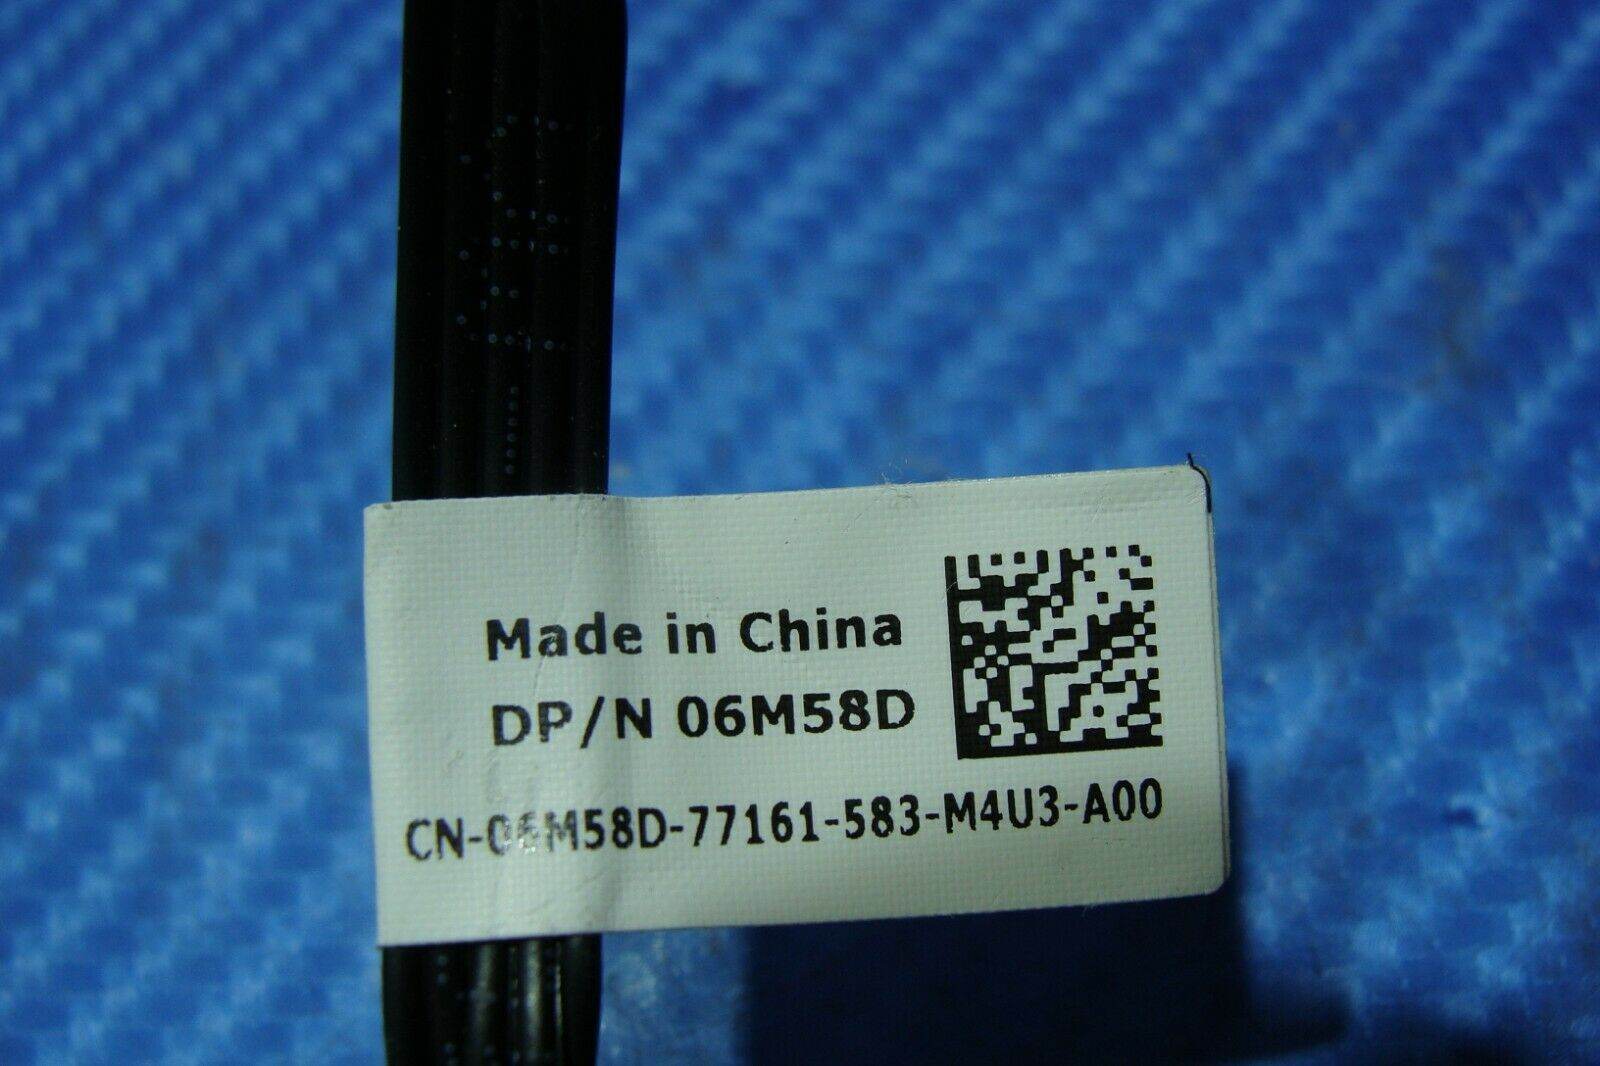 Made in China
DP/N 06M58D
CN-06M58D-77161-583-M4U3-A00